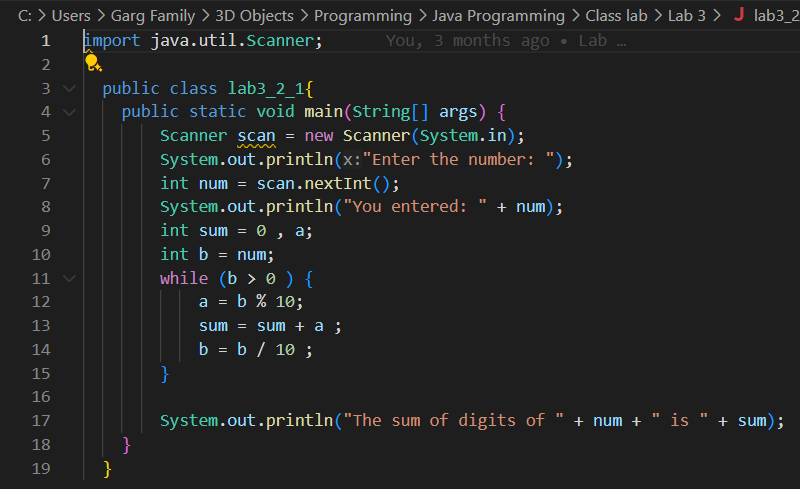 C: > Users > Garg Family > 3D Objects > Programming > Java Programming > Class lab > Lab 3 > J lab3_2
1 import java.util.Scanner; You, 3 months ago • Lab …
2
3 public class lab3_2_1{
4 public static void main(String[] args) {
5 Scanner scan = new Scanner(System.in);
6 System.out.println(x:"Enter the number: ");
7 int num = scan.nextInt();
8 System.out.println("You entered: " + num);
9 int sum = 0 , a;
10 int b = num;
11 while (b > 0 ) {
12 a = b % 10;
13 sum = sum + a ;
14 b = b / 10 ;
15 }
16
17 System.out.println("The sum of digits of " + num + " is " + sum);
18 }
19 }